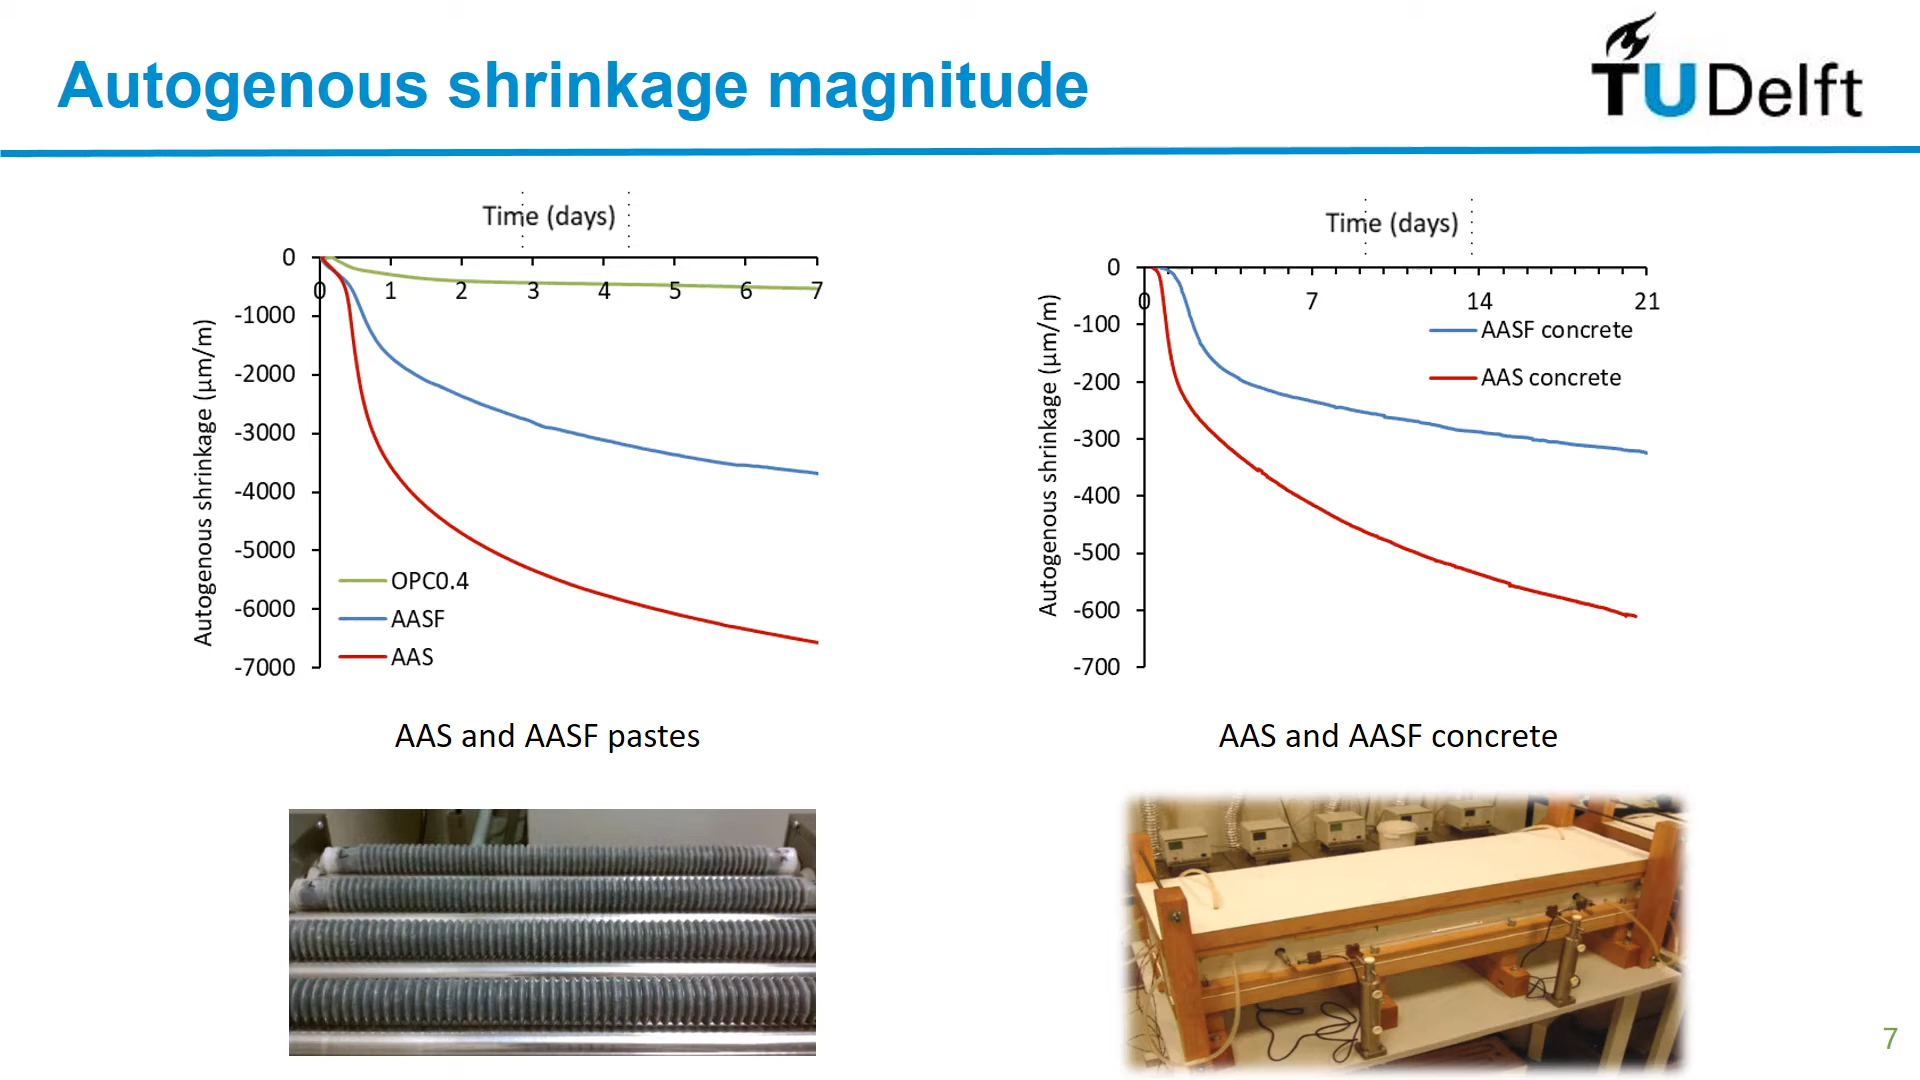 Autogenous shrinkage magnitude
TU Delft
Time (days)
0
-1000
-2000
-3000
-4000
-5000
-6000
-7000
0 1 2 3 4 5 6 7
Autogenous shrinkage (μm/m)
OPC0.4
AASF
AAS
AAS and AASF pastes
Time (days)
0
-100
-200
-300
-400
-500
-600
-700
0 7 14 21
Autogenous shrinkage (μm/m)
AASF concrete
AAS concrete
AAS and AASF concrete
7